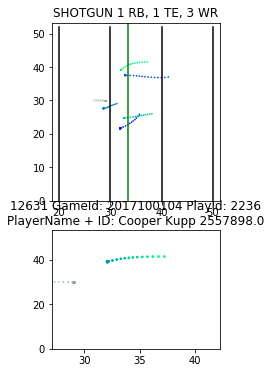 SHOTGUN 1 RB, 1 TE, 3 WR
50
40
30
20
10
0
20 30 40 50
12631 GameId: 2017100104 PlayId: 2236
PlayerName + ID: Cooper Kupp 2557898.0
40
20
0
30 35 40